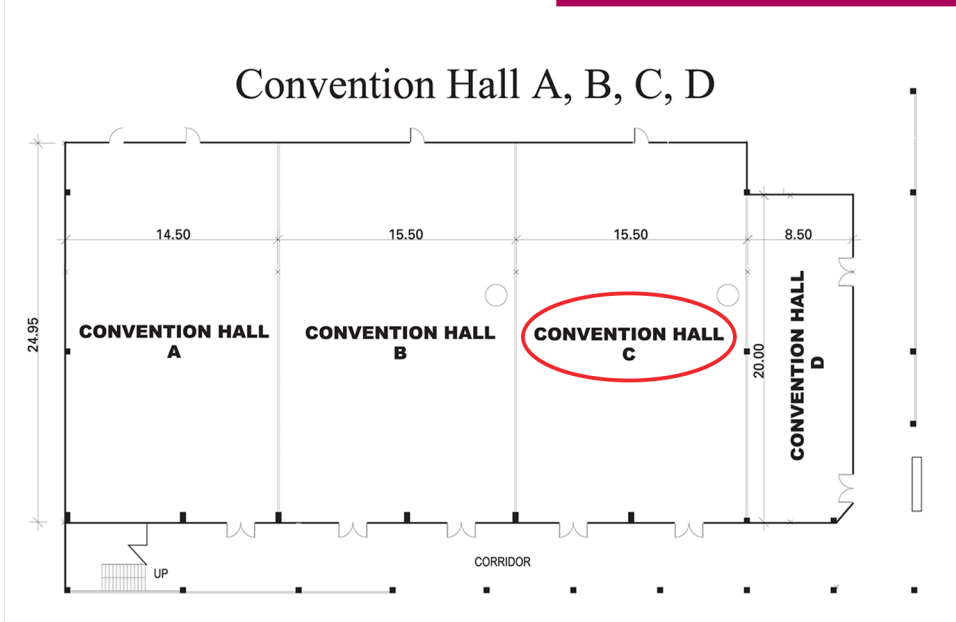 Convention Hall A, B, C, D
14.50
15.50
15.50
8.50
24.95
CONVENTION HALL
A
CONVENTION HALL
B
CONVENTION HALL
C
20.00
CONVENTION HALL
D
UP
CORRIDOR